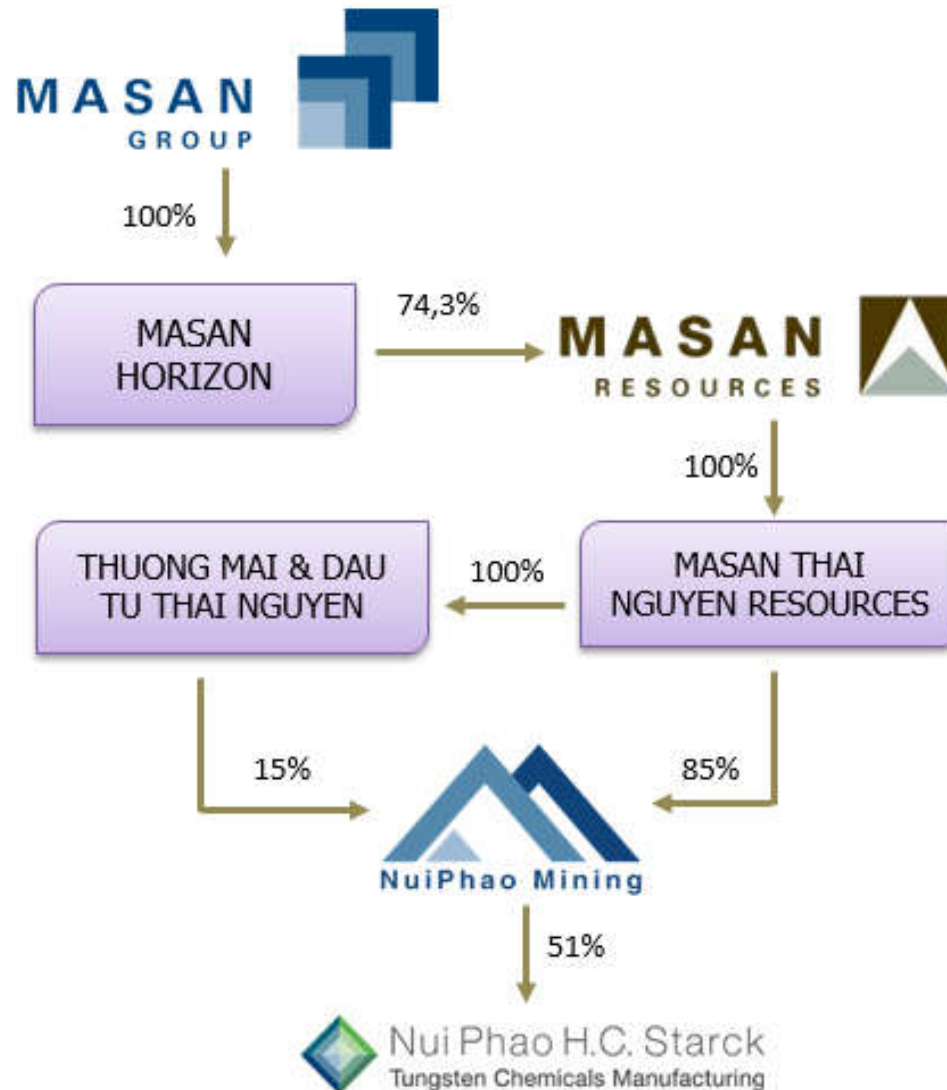 MASAN
GROUP
100%
MASAN
HORIZON
74,3%
MASAN
RESOURCES
100%
THUONG MAI & DAU
TU THAI NGUYEN
100%
MASAN THAI
NGUYEN RESOURCES
15%
85%
NuiPhao Mining
51%
Nui Phao H.C. Starck
Tungsten Chemicals Manufacturing